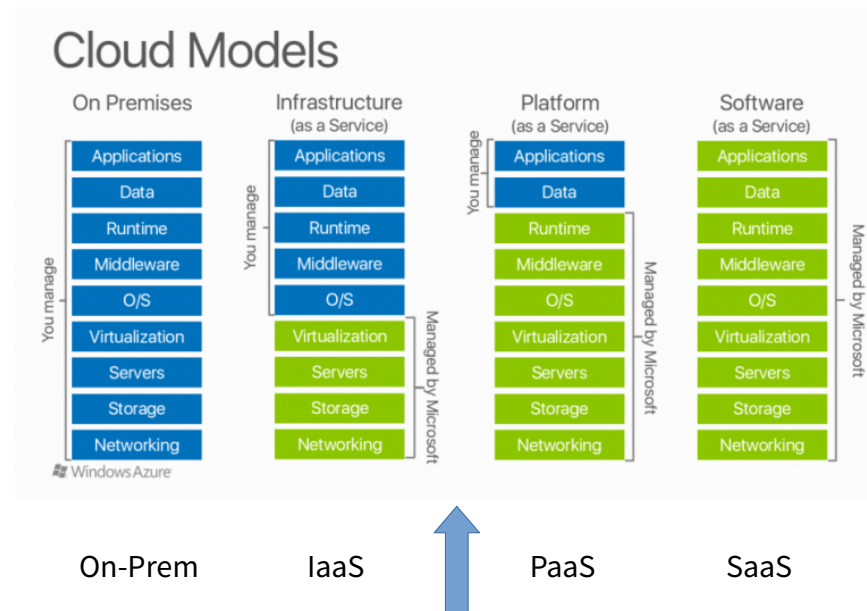 Cloud Models
On Premises
You manage
Applications
Data
Runtime
Middleware
O/S
Virtualization
Servers
Storage
Networking
Windows Azure
Infrastructure
(as a Service)
You manage
Applications
Data
Runtime
Middleware
O/S
Virtualization
Servers
Storage
Networking
Managed by Microsoft
Platform
(as a Service)
You manage
Applications
Data
Runtime
Middleware
O/S
Virtualization
Servers
Storage
Networking
Managed by Microsoft
Software
(as a Service)
Applications
Data
Runtime
Middleware
O/S
Virtualization
Servers
Storage
Networking
Managed by Microsoft
On-Prem
IaaS
PaaS
SaaS